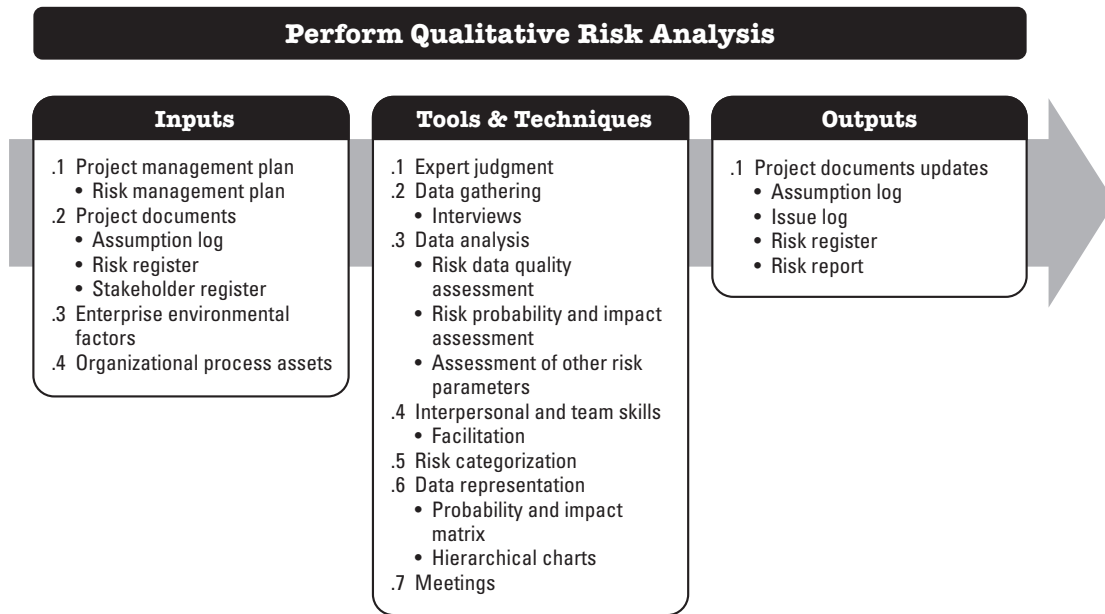 Perform Qualitative Risk Analysis
Inputs
.1 Project management plan
• Risk management plan
.2 Project documents
• Assumption log
• Risk register
• Stakeholder register
.3 Enterprise environmental
factors
.4 Organizational process assets
Tools & Techniques
.1 Expert judgment
.2 Data gathering
• Interviews
.3 Data analysis
• Risk data quality
assessment
• Risk probability and impact
assessment
• Assessment of other risk
parameters
.4 Interpersonal and team skills
• Facilitation
.5 Risk categorization
.6 Data representation
• Probability and impact
matrix
• Hierarchical charts
.7 Meetings
Outputs
.1 Project documents updates
• Assumption log
• Issue log
• Risk register
• Risk report